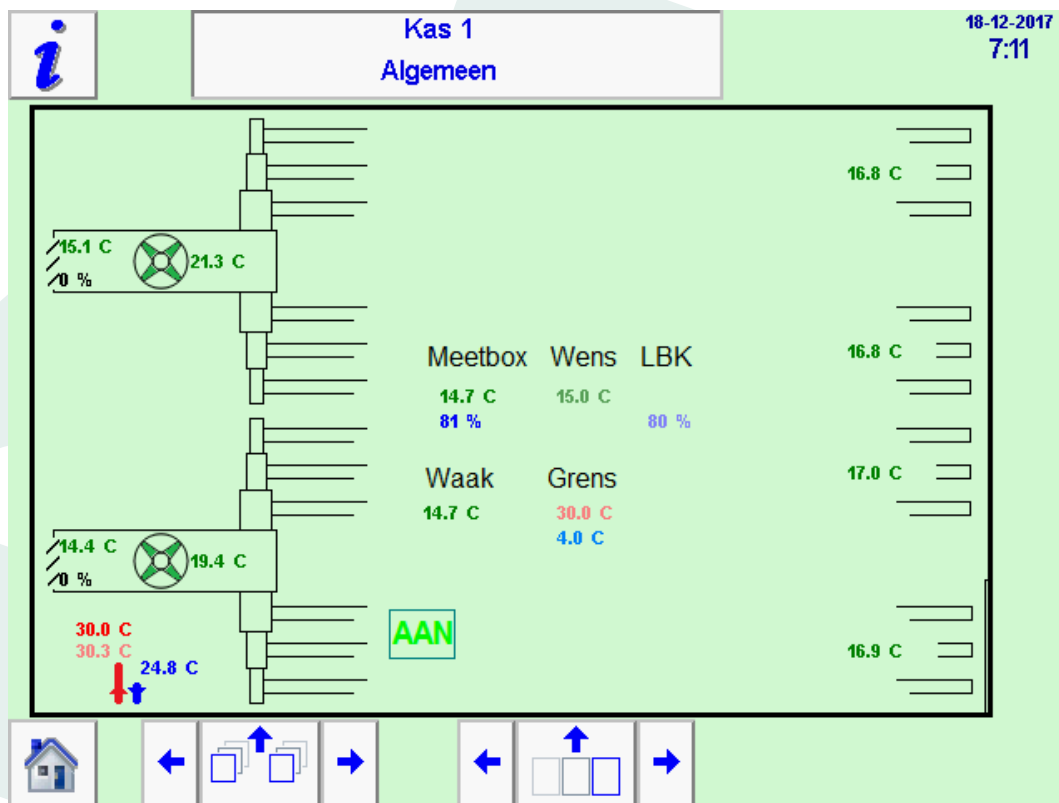 i
Kas 1
Algemeen
18-12-2017
7:11
16.8 C
15.1 C
21.3 C
0 %
Meetbox Wens LBK
16.8 C
14.7 C 15.0 C
81 % 80 %
Waak Grens
17.0 C
14.7 C 30.0 C
4.0 C
14.4 C
19.4 C
0 %
30.0 C
AAN
30.3 C
16.9 C
24.8 C